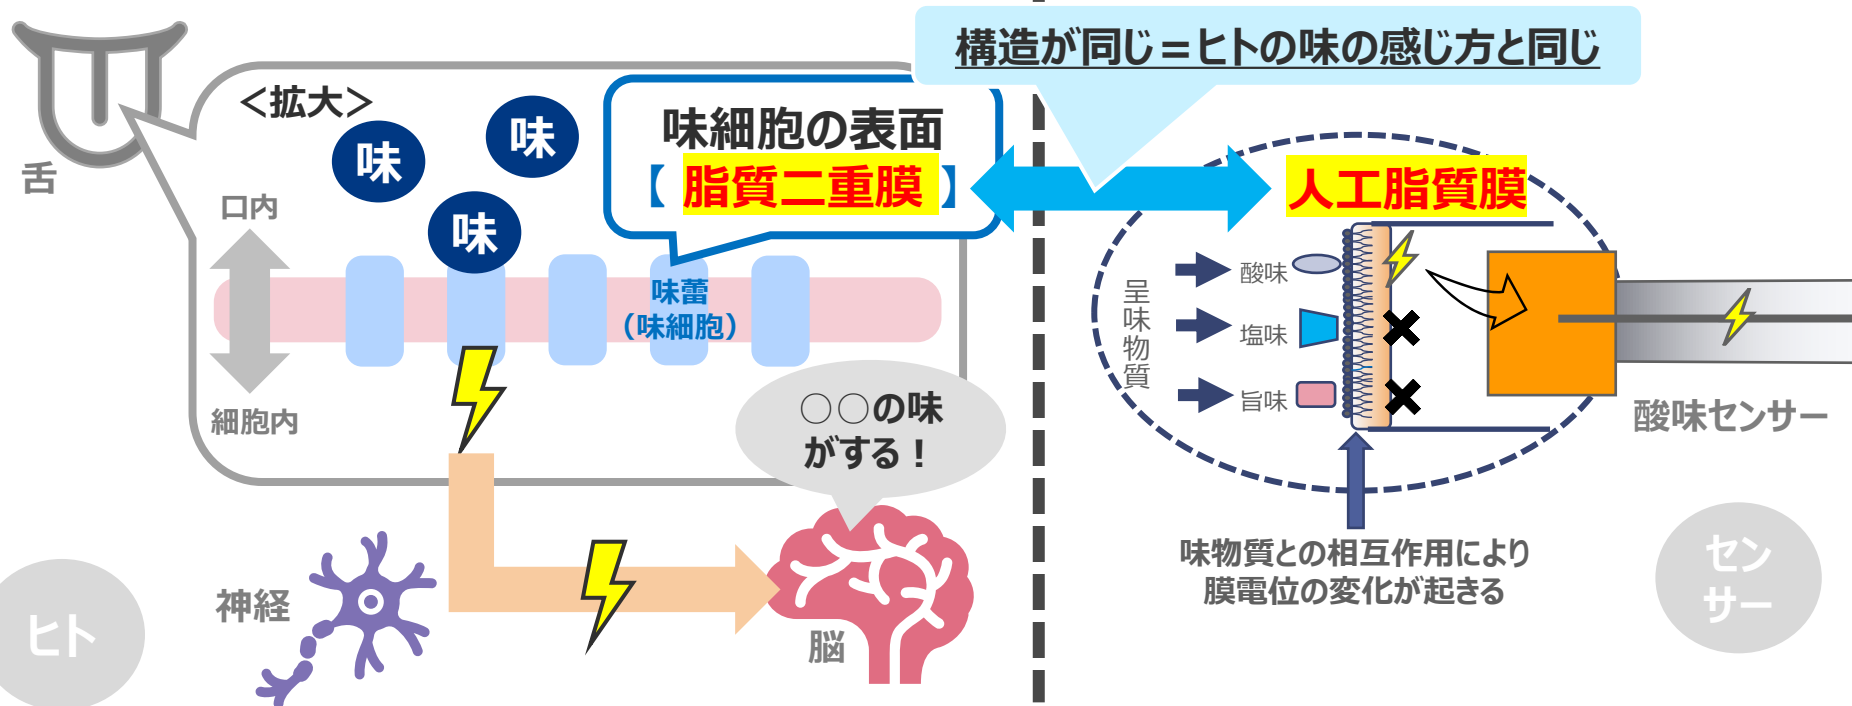 構造が同じ=ヒトの味の感じ方と同じ
<拡大>
味
味
味
味細胞の表面
【 脂質二重膜 】
舌
口内
細胞内
味蕾
(味細胞)
○○の味
がする!
神経
脳
ヒト
人工脂質膜
呈味物質
酸味
塩味
旨味
酸味センサー
味物質との相互作用により
膜電位の変化が起きる
セン
サー